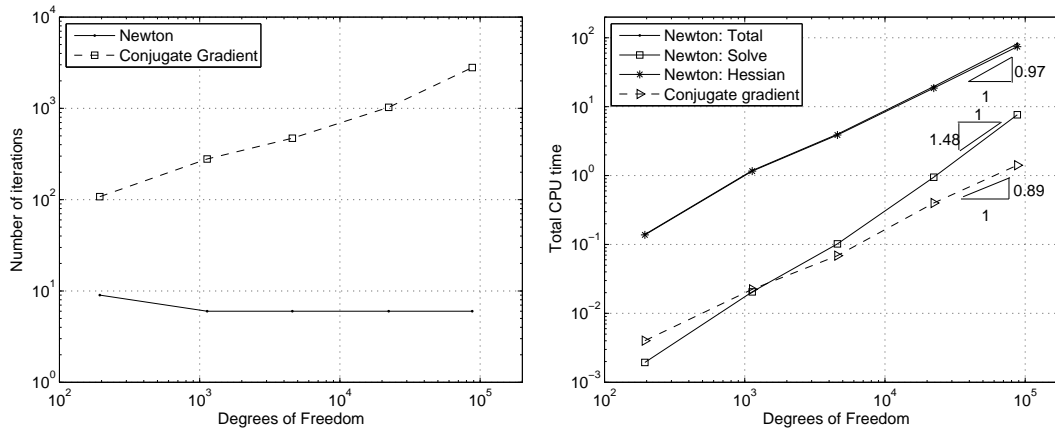 Newton
Conjugate Gradient
Number of iterations
10^4
10^3
10^2
10^1
10^0
10^2
10^3
10^4
10^5
Degrees of Freedom
Newton: Total
Newton: Solve
Newton: Hessian
Conjugate gradient
Total CPU time
10^2
10^1
10^0
10^−1
10^−2
10^−3
0.97
1
1
1.48
0.89
1
10^2
10^3
10^4
10^5
Degrees of Freedom